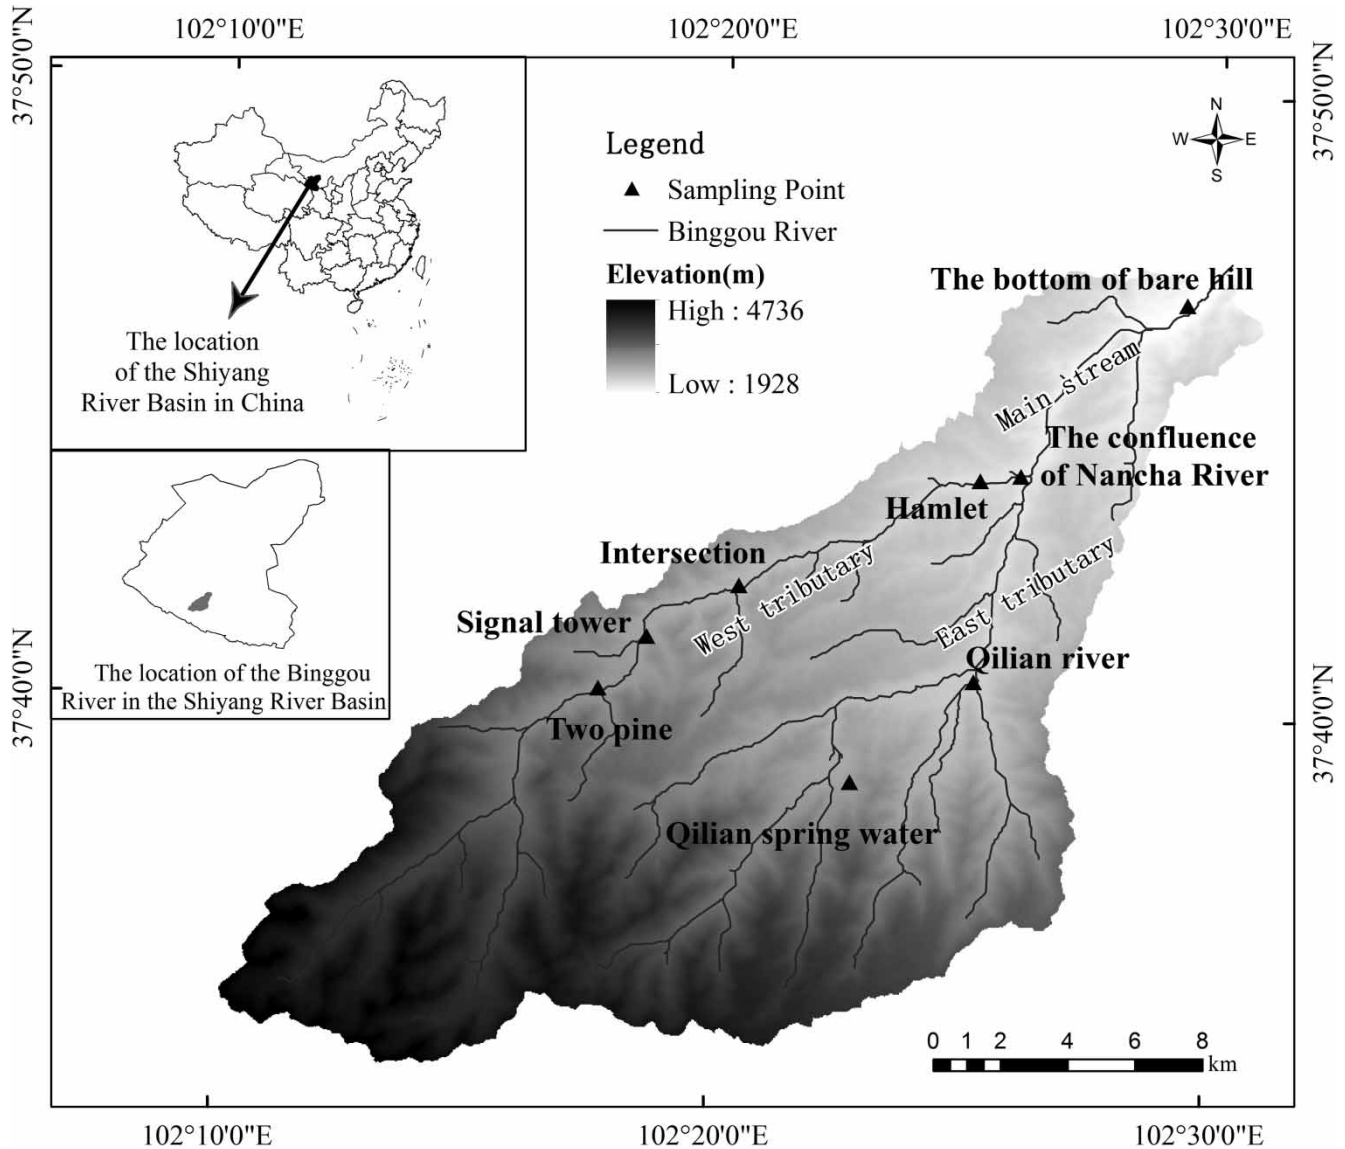 102°10'0"E
102°20'0"E
102°30'0"E
37°50'0"N
37°50'0"N
N
W
E
S
Legend
Sampling Point
Binggou River
Elevation(m)
High : 4736
Low : 1928
The location
of the Shiyang
River Basin in China
The location of the Binggou
River in the Shiyang River Basin
The bottom of bare hill
Main stream
The confluence
of Nancha River
Hamlet
Intersection
West tributary
East tributary
Signal tower
Qilian river
Two pine
Qilian spring water
37°40'0"N
37°40'0"N
0 1 2 4 6 8
km
102°10'0"E
102°20'0"E
102°30'0"E